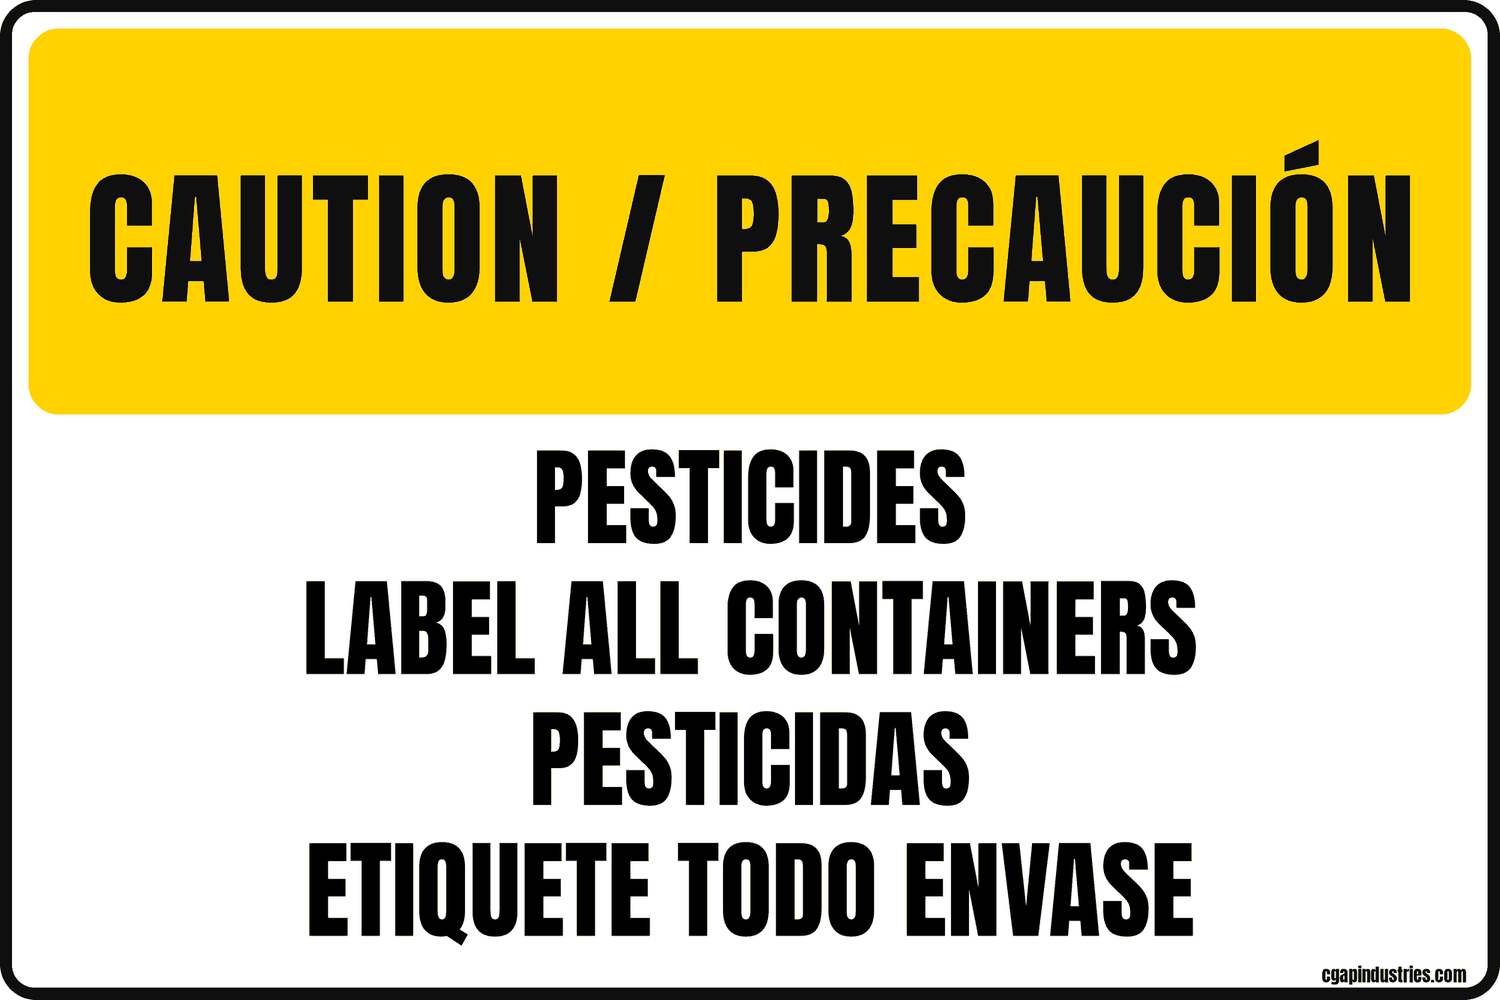 CAUTION / PRECAUCIÓN
PESTICIDES
LABEL ALL CONTAINERS
PESTICIDAS
ETIQUETE TODO ENVASE
cgapindustries.com